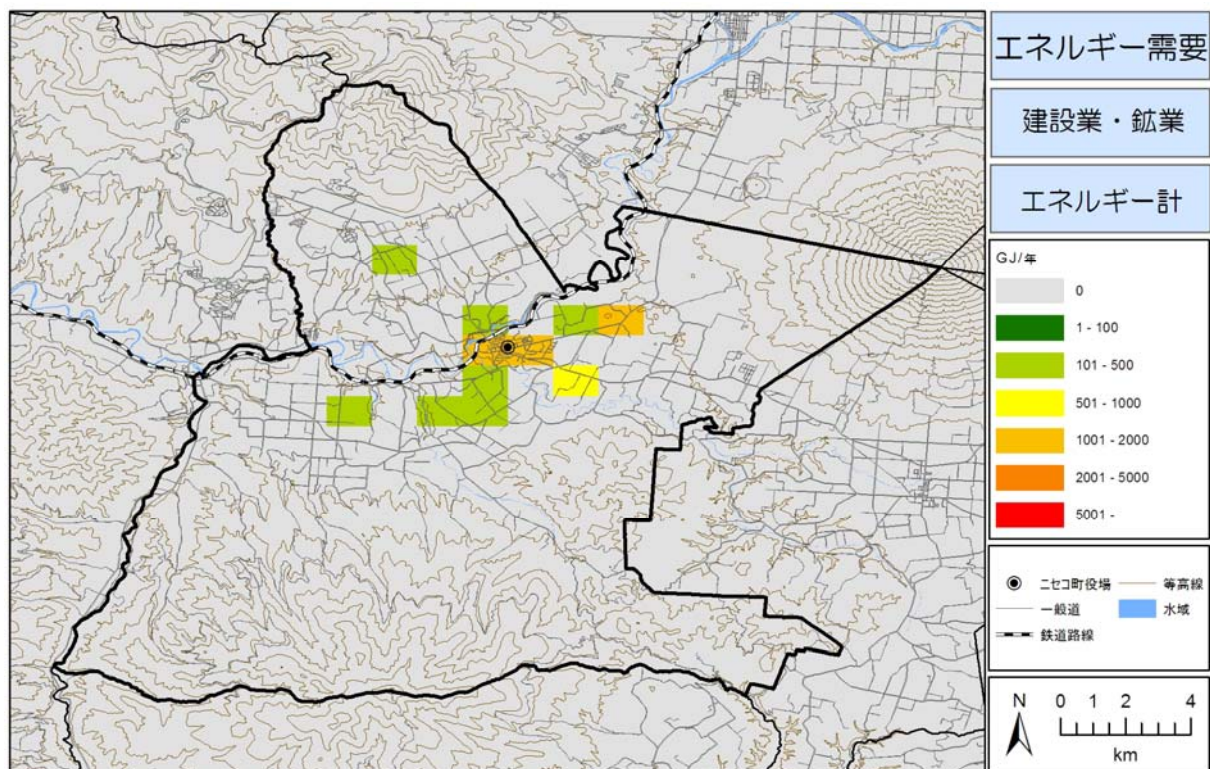 エネルギー需要
建設業・鉱業
エネルギー計
GJ/年
0
1 - 100
101 - 500
501 - 1000
1001 - 2000
2001 - 5000
5001 -
ニセコ町役場 等高線
一般道 水域
鉄道路線
N 0 1 2 4
km